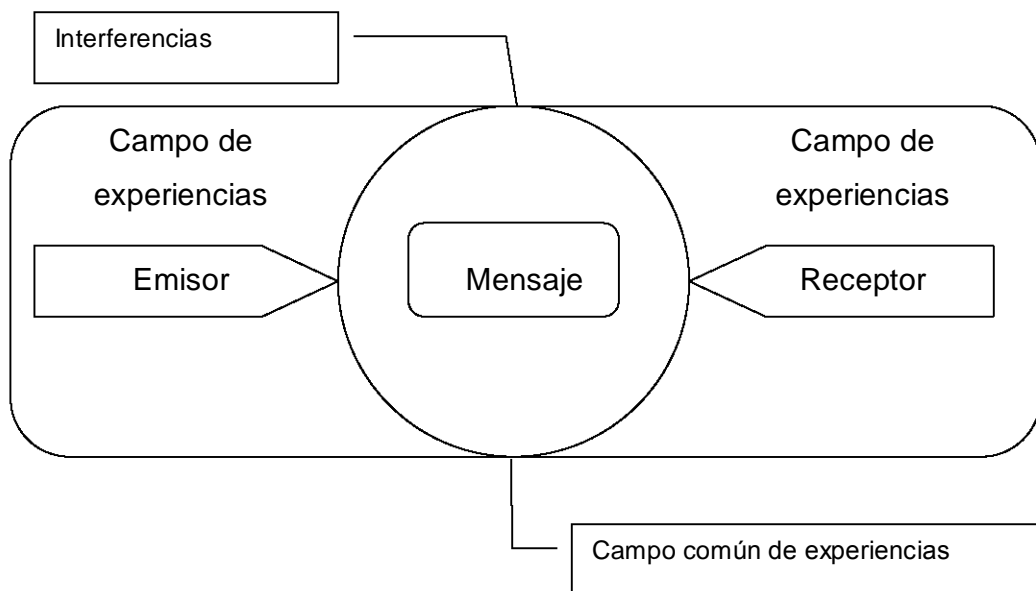 Interferencias
Campo de
experiencias
Campo de
experiencias
Emisor
Mensaje
Receptor
Campo común de experiencias